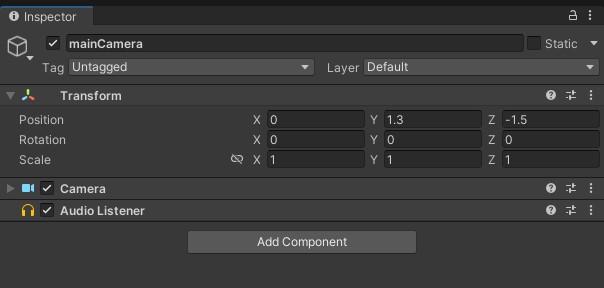 Inspector
mainCamera Static
Tag Untagged Layer Default
Transform
Position X 0 Y 1.3 Z -1.5
Rotation X 0 Y 0 Z 0
Scale X 1 Y 1 Z 1
Camera
Audio Listener
Add Component